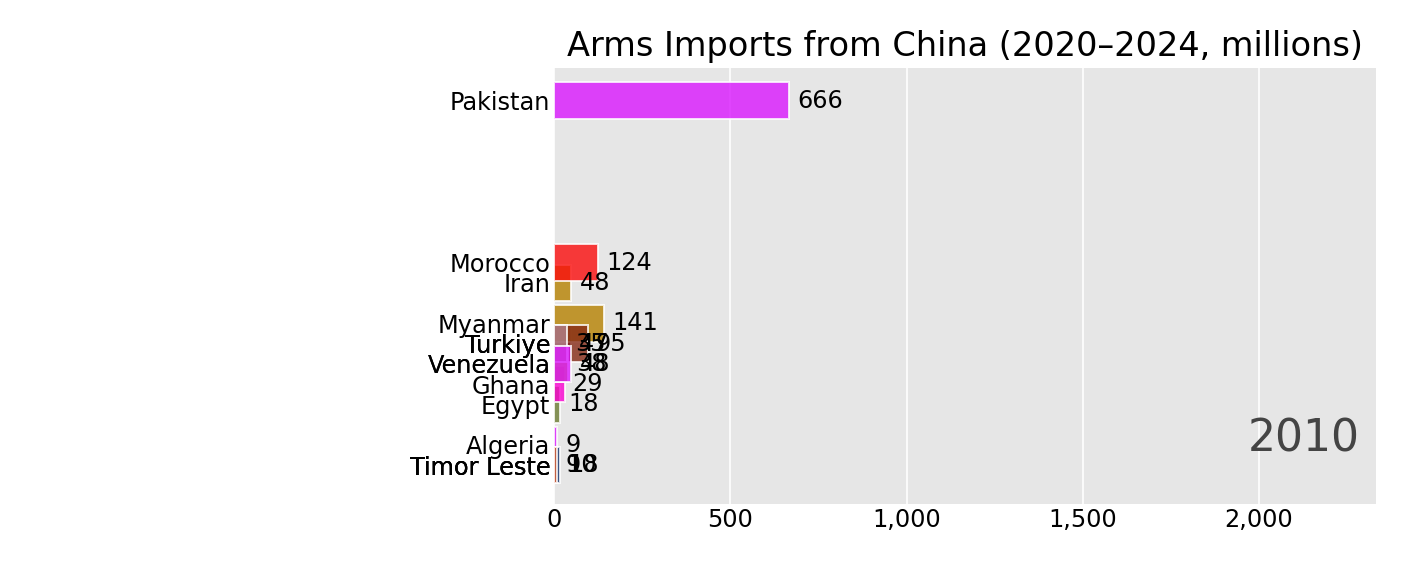 Arms Imports from China (2020–2024, millions)
Pakistan 666
Morocco 124
Iran 48
Myanmar 141
Turkiye
Venezuela
Ghana 29
Egypt 18
2010
Algeria 9
Timor Leste
0 500 1,000 1,500 2,000